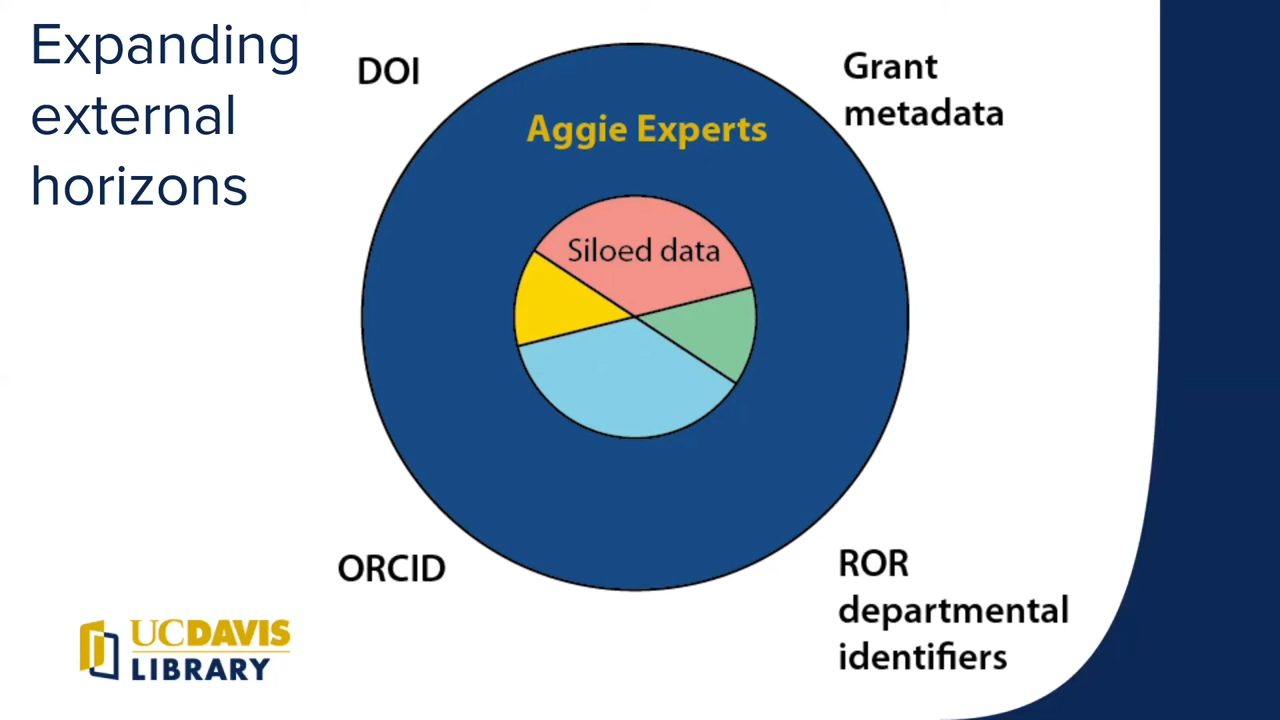 Expanding
external
horizons
DOI
Grant
metadata
Aggie Experts
Siloed data
ORCID
ROR
departmental
identifiers
UCDAVIS
LIBRARY